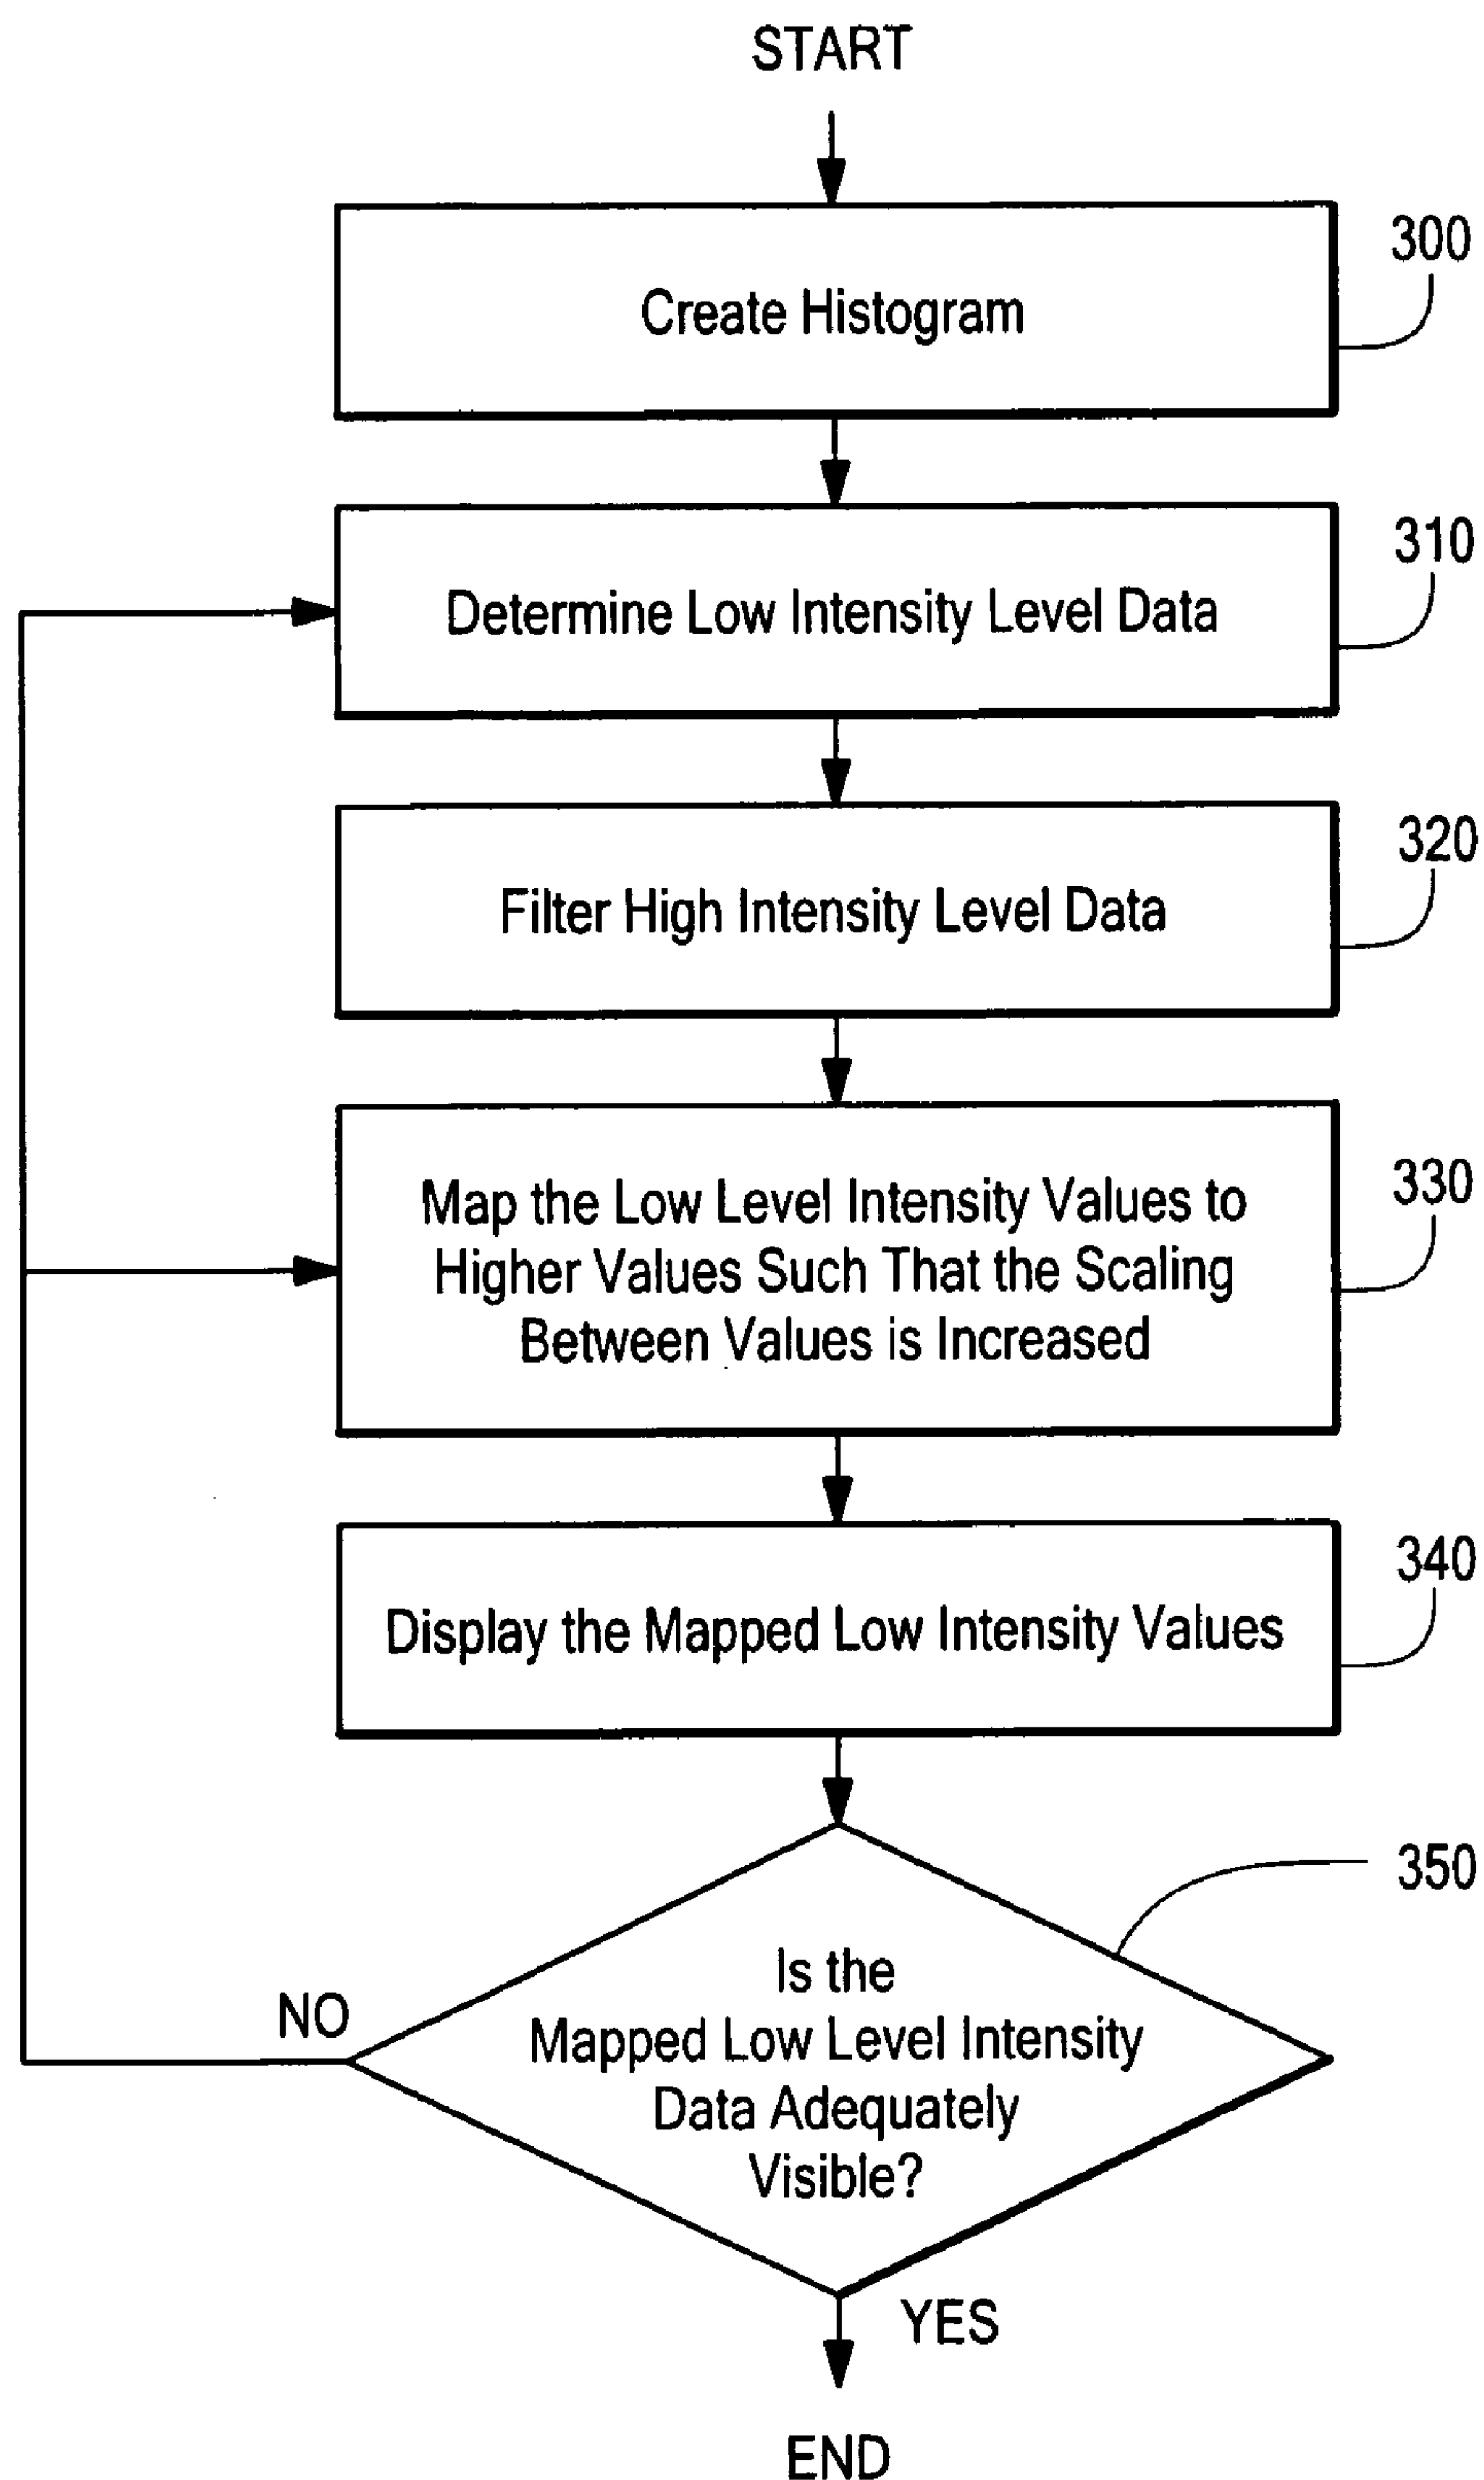 START
300
Create Histogram
310
Determine Low Intensity Level Data
320
Filter High Intensity Level Data
330
Map the Low Level Intensity Values to
Higher Values Such That the Scaling
Between Values is Increased
340
Display the Mapped Low Intensity Values
350
Is the
Mapped Low Level Intensity
Data Adequately
Visible?
NO
YES
END